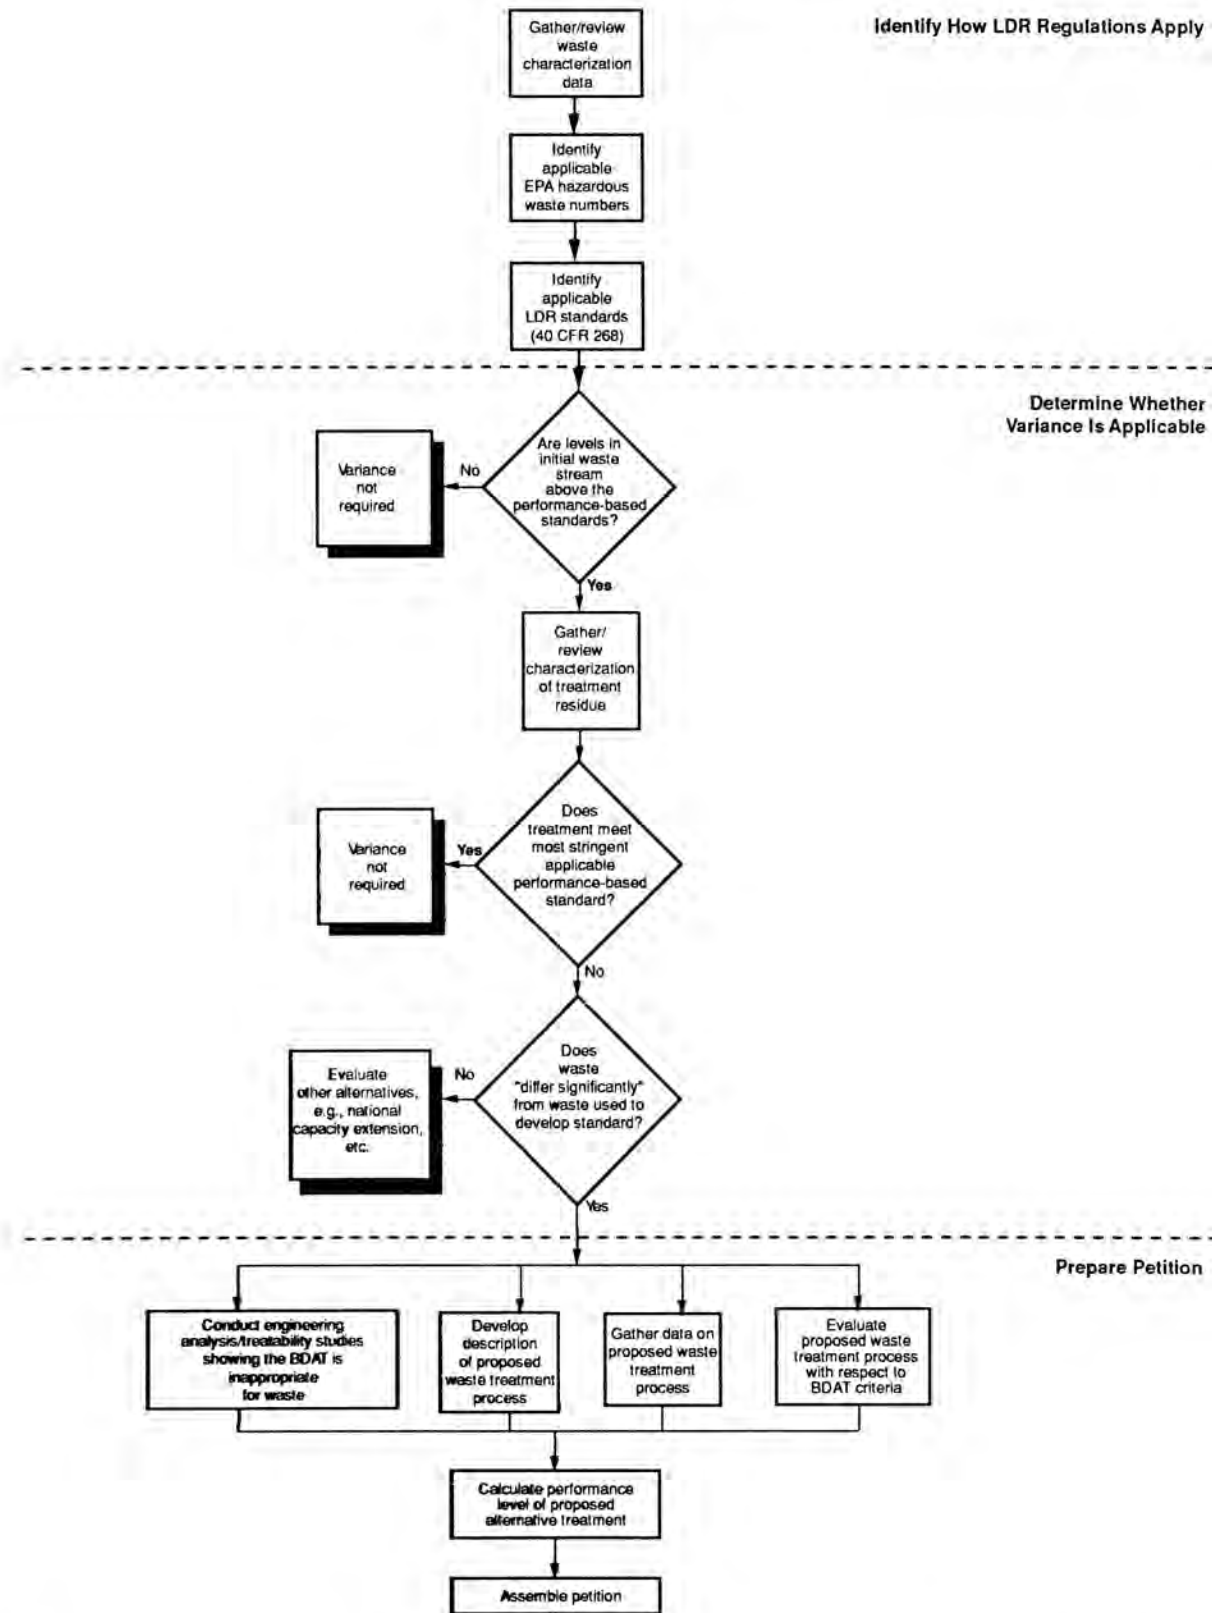 Identify How LDR Regulations Apply
Gather/review
waste
characterization
data
Identify
applicable
EPA hazardous
waste numbers
Identify
applicable
LDR standards
(40 CFR 268)
Determine Whether
Variance Is Applicable
Are levels in
initial waste
stream
above the
performance-based
standards?
No
Variance
not
required
Yes
Gather/
review
characterization
of treatment
residue
Does
treatment meet
most stringent
applicable
performance-based
standard?
Yes
Variance
not
required
No
Does
waste
"differ significantly"
from waste used to
develop standard?
No
Evaluate
other alternatives,
e.g., national
capacity extension,
etc.
Yes
Prepare Petition
Conduct engineering
analysis/treatability studies
showing the BDAT is
inappropriate
for waste
Develop
description
of proposed
waste treatment
process
Gather data on
proposed waste
treatment
process
Evaluate
proposed waste
treatment process
with respect to
BDAT criteria
Calculate performance
level of proposed
alternative treatment
Assemble petition